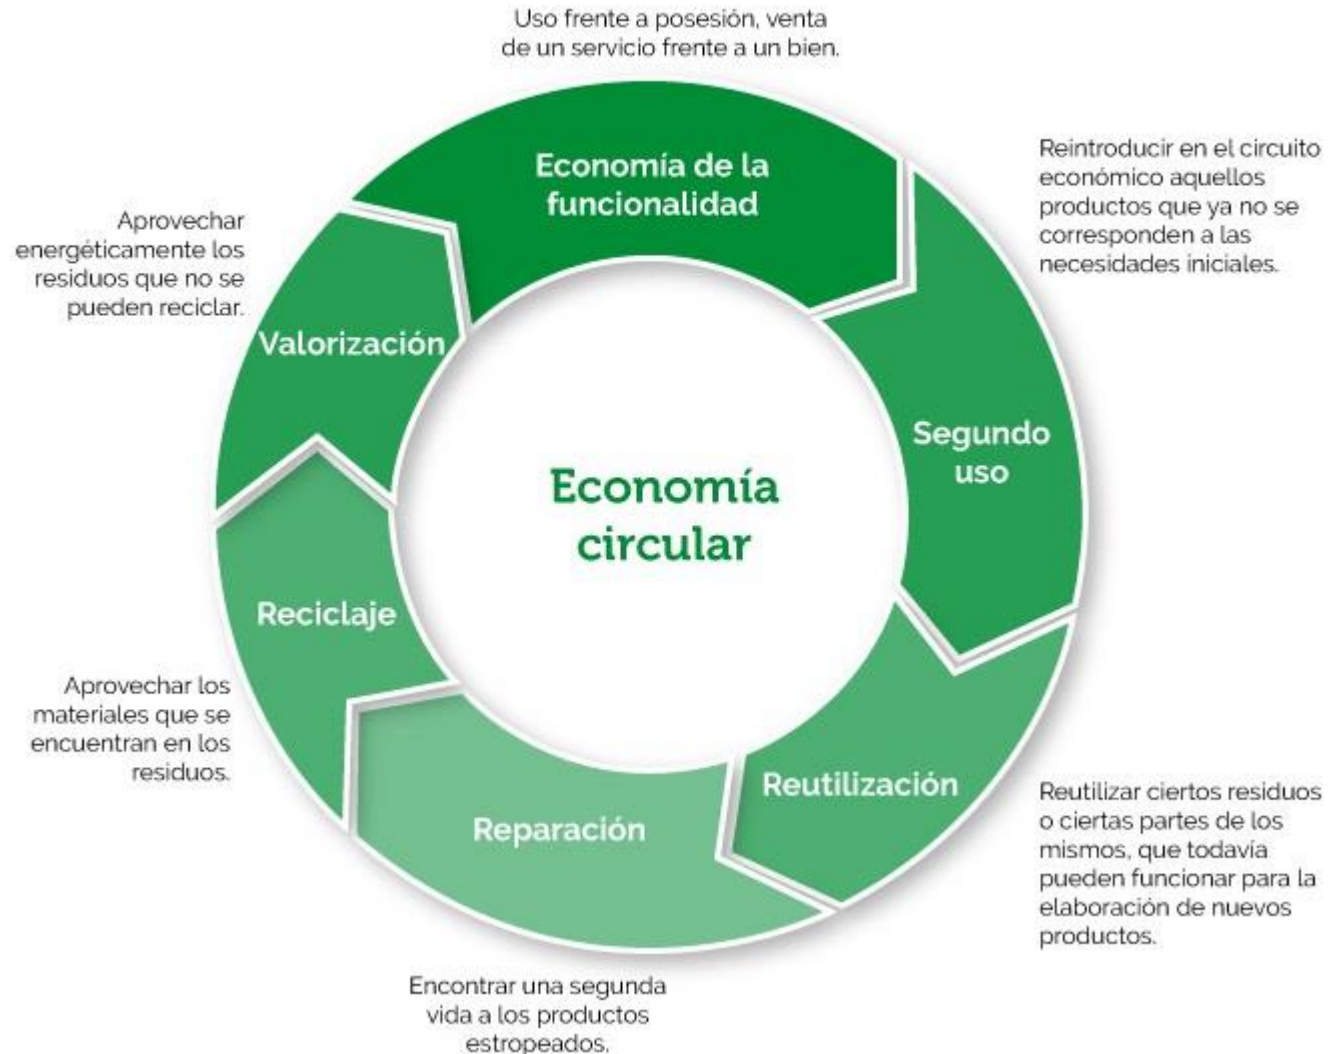 Uso frente a posesión, venta
de un servicio frente a un bien.
Economía de la
funcionalidad
Reintroducir en el circuito
económico aquellos
productos que ya no se
corresponden a las
necesidades iniciales.
Segundo
uso
Reutilización
Reutilizar ciertos residuos
o ciertas partes de los
mismos, que todavía
pueden funcionar para la
elaboración de nuevos
productos.
Reparación
Encontrar una segunda
vida a los productos
estropeados.
Reciclaje
Aprovechar los
materiales que se
encuentran en los
residuos.
Valorización
Aprovechar
energéticamente los
residuos que no se
pueden reciclar.
Economía
circular